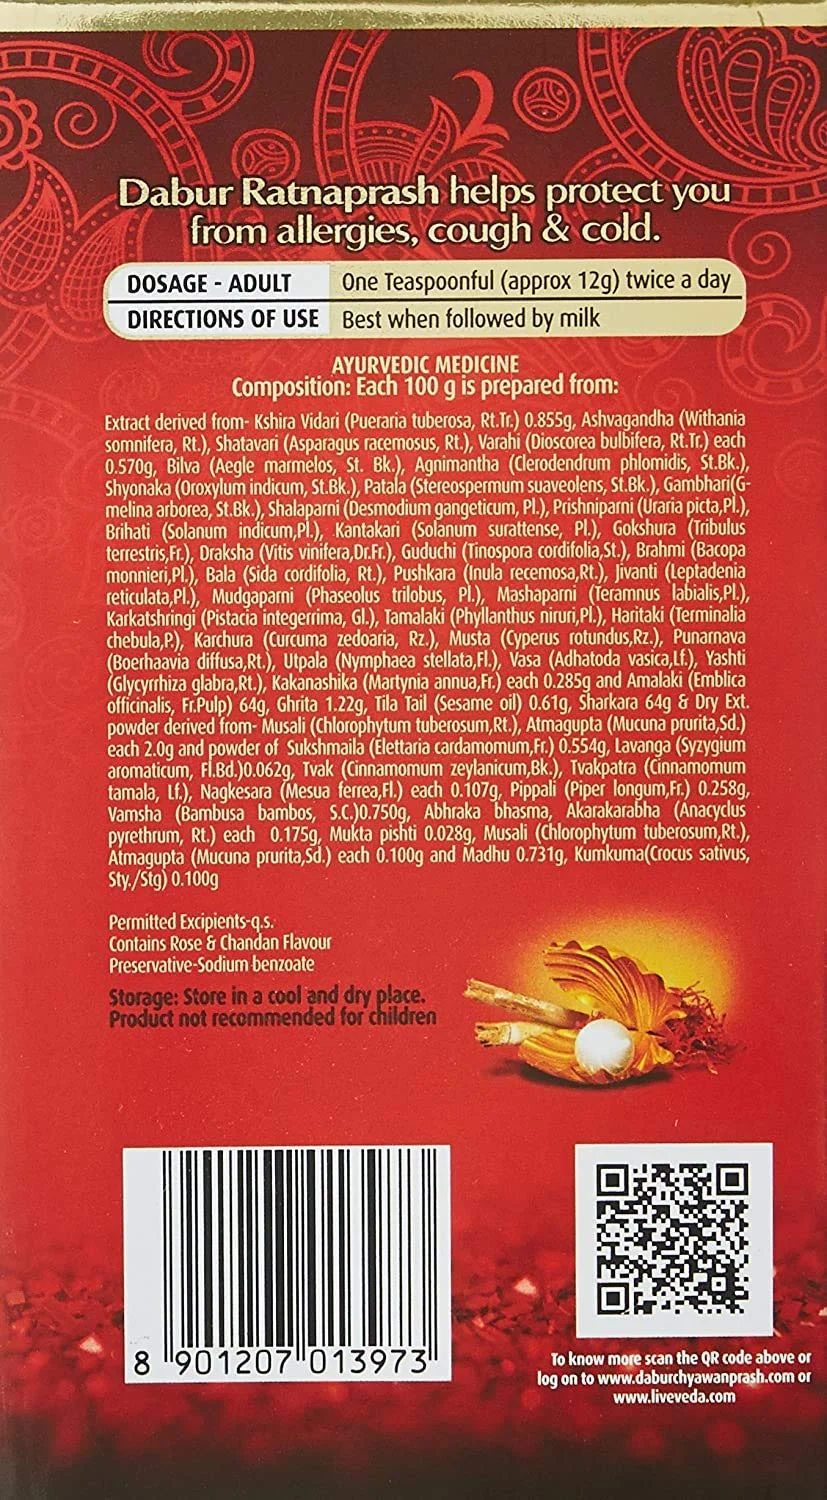 Dabur Ratnaprash helps protect you
from allergies, cough & cold.
DOSAGE - ADULT One Teaspoonful (approx 12g) twice a day
DIRECTIONS OF USE Best when followed by milk
AYURVEDIC MEDICINE
Composition: Each 100 g is prepared from:
Extract derived from- Kshira Vidari (Pueraria tuberosa, Rt.Tr.) 0.855g, Ashvagandha (Withania
somnifera, Rt.), Shatavari (Asparagus racemosus, Rt.), Varahi (Dioscorea bulbifera, Rt.Tr.) each
0.570g, Bilva (Aegle marmelos, St. Bk.), Agnimantha (Clerodendrum phlomidis, St.Bk.),
Shyonaka (Oroxylum indicum, St.Bk.), Patala (Stereospermum suaveolens, St.Bk.), Gambhari(G-
melina arborea, St.Bk.), Shalaparni (Desmodium gangeticum, Pl.), Prishniparni (Uraria picta,Pl.),
Brihati (Solanum indicum,Pl.), Kantakari (Solanum surattense, Pl.), Gokshura (Tribulus
terrestris,Fr.), Draksha (Vitis vinifera,Dr.Fr.), Guduchi (Tinospora cordifolia,St.), Brahmi (Bacopa
monnieri,Pl.), Bala (Sida cordifolia, Rt.), Pushkara (Inula recemosa,Rt.), Jivanti (Leptadenia
reticulata,Pl.), Mudgaparni (Phaseolus trilobus, Pl.), Mashaparni (Teramnus labialis,Pl.),
Karkatshringi (Pistacia integerrima, Gl.), Tamalaki (Phyllanthus niruri,Pl.), Haritaki (Terminalia
chebula,P.), Karchura (Curcuma zedoaria, Rz.), Musta (Cyperus rotundus,Rz.), Punarnava
(Boerhaavia diffusa,Rt.), Utpala (Nymphaea stellata,Fl.), Vasa (Adhatoda vasica,Lf.), Yashti
(Glycyrrhiza glabra,Rt.), Kakanashika (Martynia annua,Fr.) each 0.285g and Amalaki (Emblica
officinalis, Fr.Pulp) 64g, Ghrita 1.22g, Tila Tail (Sesame oil) 0.61g, Sharkara 64g & Dry Ext.
powder derived from- Musali (Chlorophytum tuberosum,Rt.), Atmagupta (Mucuna prurita,Sd.)
each 2.0g and powder of Sukshmaila (Elettaria cardamomum,Fr.) 0.554g, Lavanga (Syzygium
aromaticum, Fl.Bd.)0.062g, Tvak (Cinnamomum zeylanicum,Bk.), Tvakpatra (Cinnamomum
tamala, Lf.), Nagkesara (Mesua ferrea,Fl.) each 0.107g, Pippali (Piper longum,Fr.) 0.258g,
Vamsha (Bambusa bambos, S.C.)0.750g, Abhraka bhasma, Akarakarabha (Anacyclus
pyrethrum, Rt.) each 0.175g, Mukta pishti 0.028g, Musali (Chlorophytum tuberosum,Rt.),
Atmagupta (Mucuna prurita,Sd.) each 0.100g and Madhu 0.731g, Kumkuma(Crocus sativus,
Sty./Stg) 0.100g
Permitted Excipients-q.s.
Contains Rose & Chandan Flavour
Preservative-Sodium benzoate
Storage: Store in a cool and dry place.
Product not recommended for children
8 901207 013973
To know more scan the QR code above or
log on to www.daburchyawanprash.com or
www.liveveda.com